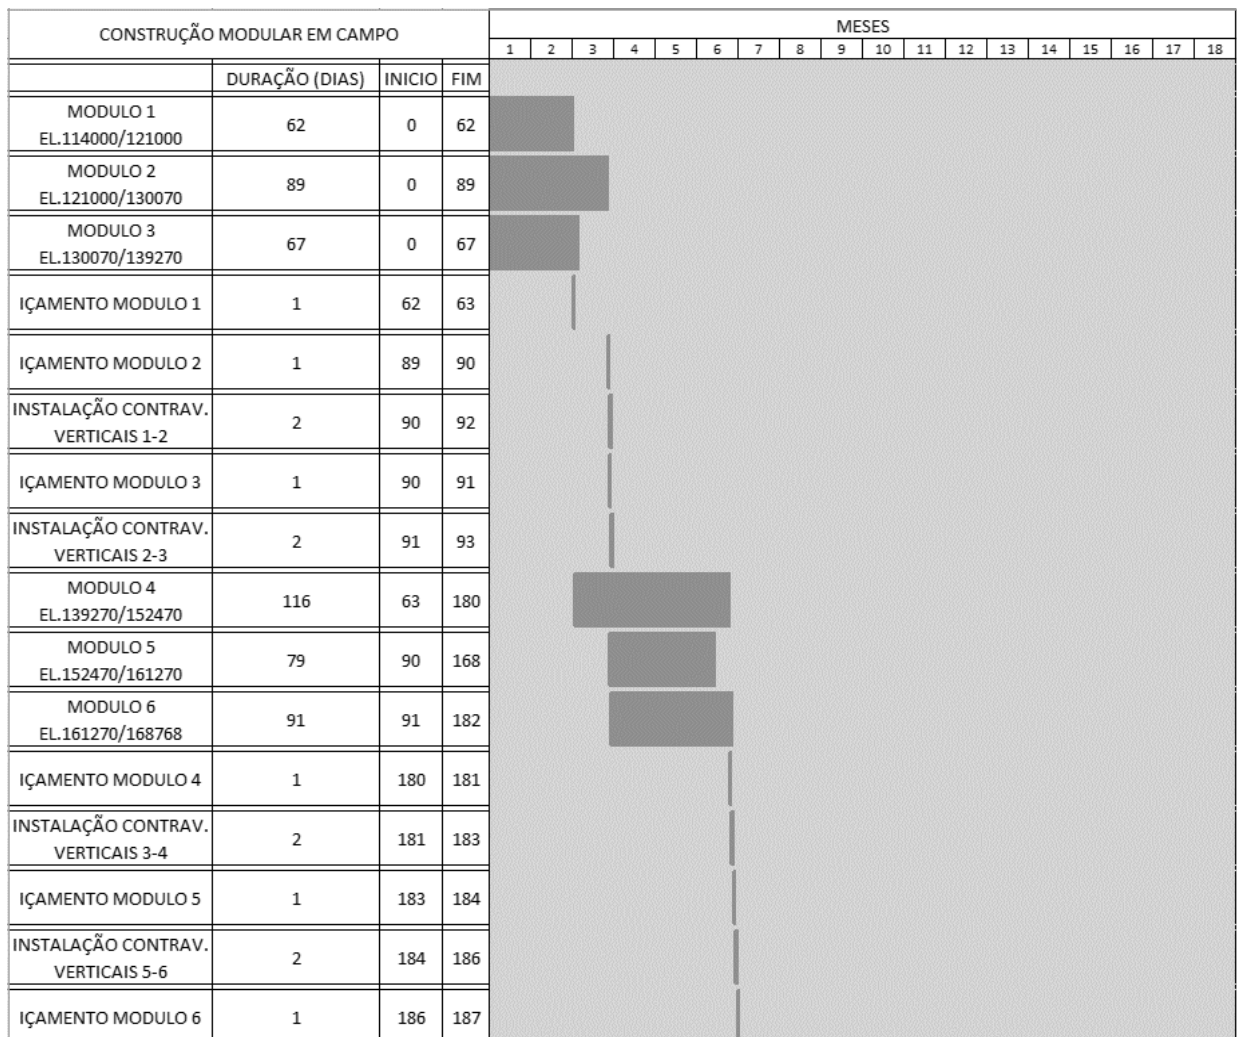 CONSTRUÇÃO MODULAR EM CAMPO
MESES
1 2 3 4 5 6 7 8 9 10 11 12 13 14 15 16 17 18
DURAÇÃO (DIAS) INICIO FIM
MODULO 1
EL.114000/121000
62 0 62
MODULO 2
EL.121000/130070
89 0 89
MODULO 3
EL.130070/139270
67 0 67
IÇAMENTO MODULO 1 1 62 63
IÇAMENTO MODULO 2 1 89 90
INSTALAÇÃO CONTRAV.
VERTICAIS 1-2
2 90 92
IÇAMENTO MODULO 3 1 90 91
INSTALAÇÃO CONTRAV.
VERTICAIS 2-3
2 91 93
MODULO 4
EL.139270/152470
116 63 180
MODULO 5
EL.152470/161270
79 90 168
MODULO 6
EL.161270/168768
91 91 182
IÇAMENTO MODULO 4 1 180 181
INSTALAÇÃO CONTRAV.
VERTICAIS 3-4
2 181 183
IÇAMENTO MODULO 5 1 183 184
INSTALAÇÃO CONTRAV.
VERTICAIS 5-6
2 184 186
IÇAMENTO MODULO 6 1 186 187